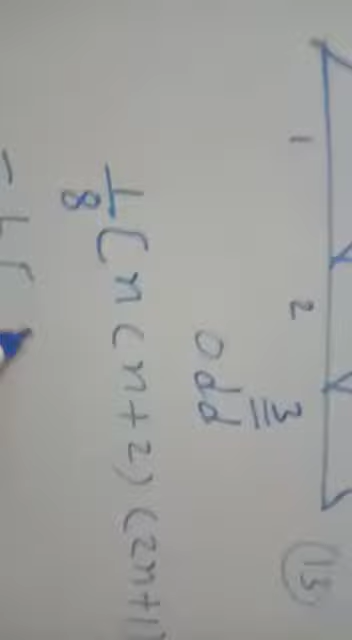 1 2 3
(13)
odd
1/8 [n(n+2)(2n+1)